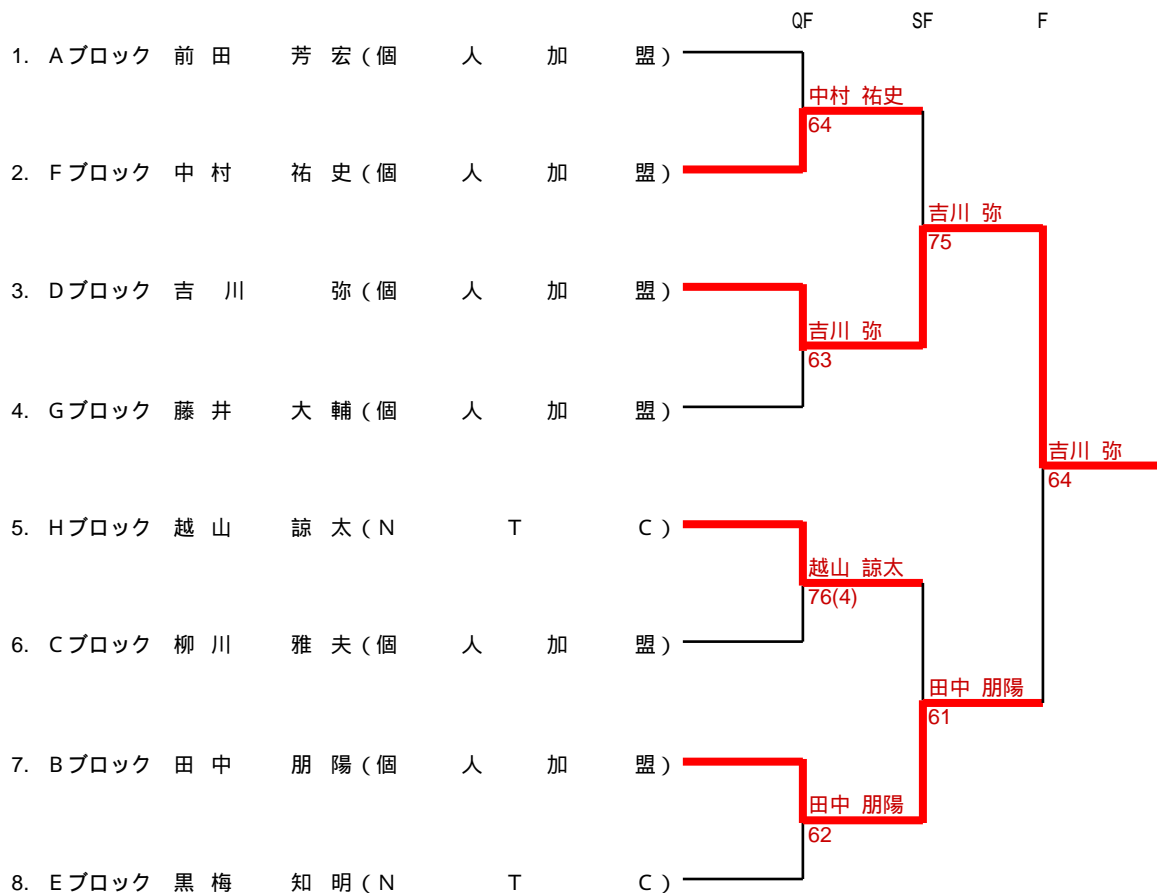 QF SF F
1. Aブロック 前田 芳宏(個人加盟)
中村 祐史
64
2. Fブロック 中村 祐史(個人加盟)
吉川 弥
75
3. Dブロック 吉川 弥(個人加盟)
吉川 弥
63
4. Gブロック 藤井 大輔(個人加盟)
吉川 弥
64
5. Hブロック 越山 諒太(NTC)
越山 諒太
76(4)
6. Cブロック 柳川 雅夫(個人加盟)
田中 朋陽
61
7. Bブロック 田中 朋陽(個人加盟)
田中 朋陽
62
8. Eブロック 黒梅 知明(NTC)